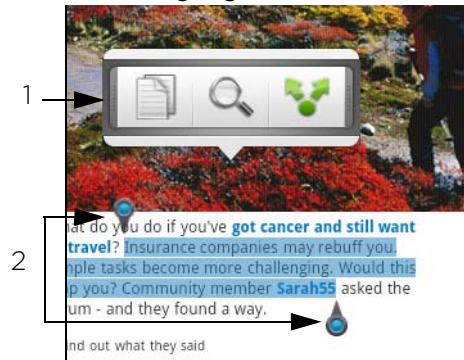 1
2
at do you do if you've got cancer and still want
travel? Insurance companies may rebuff you.
mple tasks become more challenging. Would this
p you? Community member Sarah55 asked the
rum - and they found a way.
nd out what they said